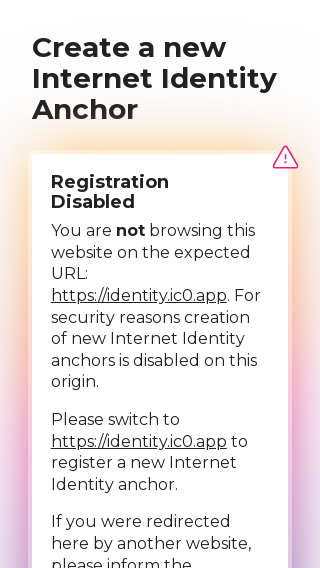 Create a new
Internet Identity
Anchor
Registration
Disabled
You are not browsing this
website on the expected
URL:
https://identity.ic0.app. For
security reasons creation
of new Internet Identity
anchors is disabled on this
origin.
Please switch to
https://identity.ic0.app to
register a new Internet
Identity anchor.
If you were redirected
here by another website,
please inform the